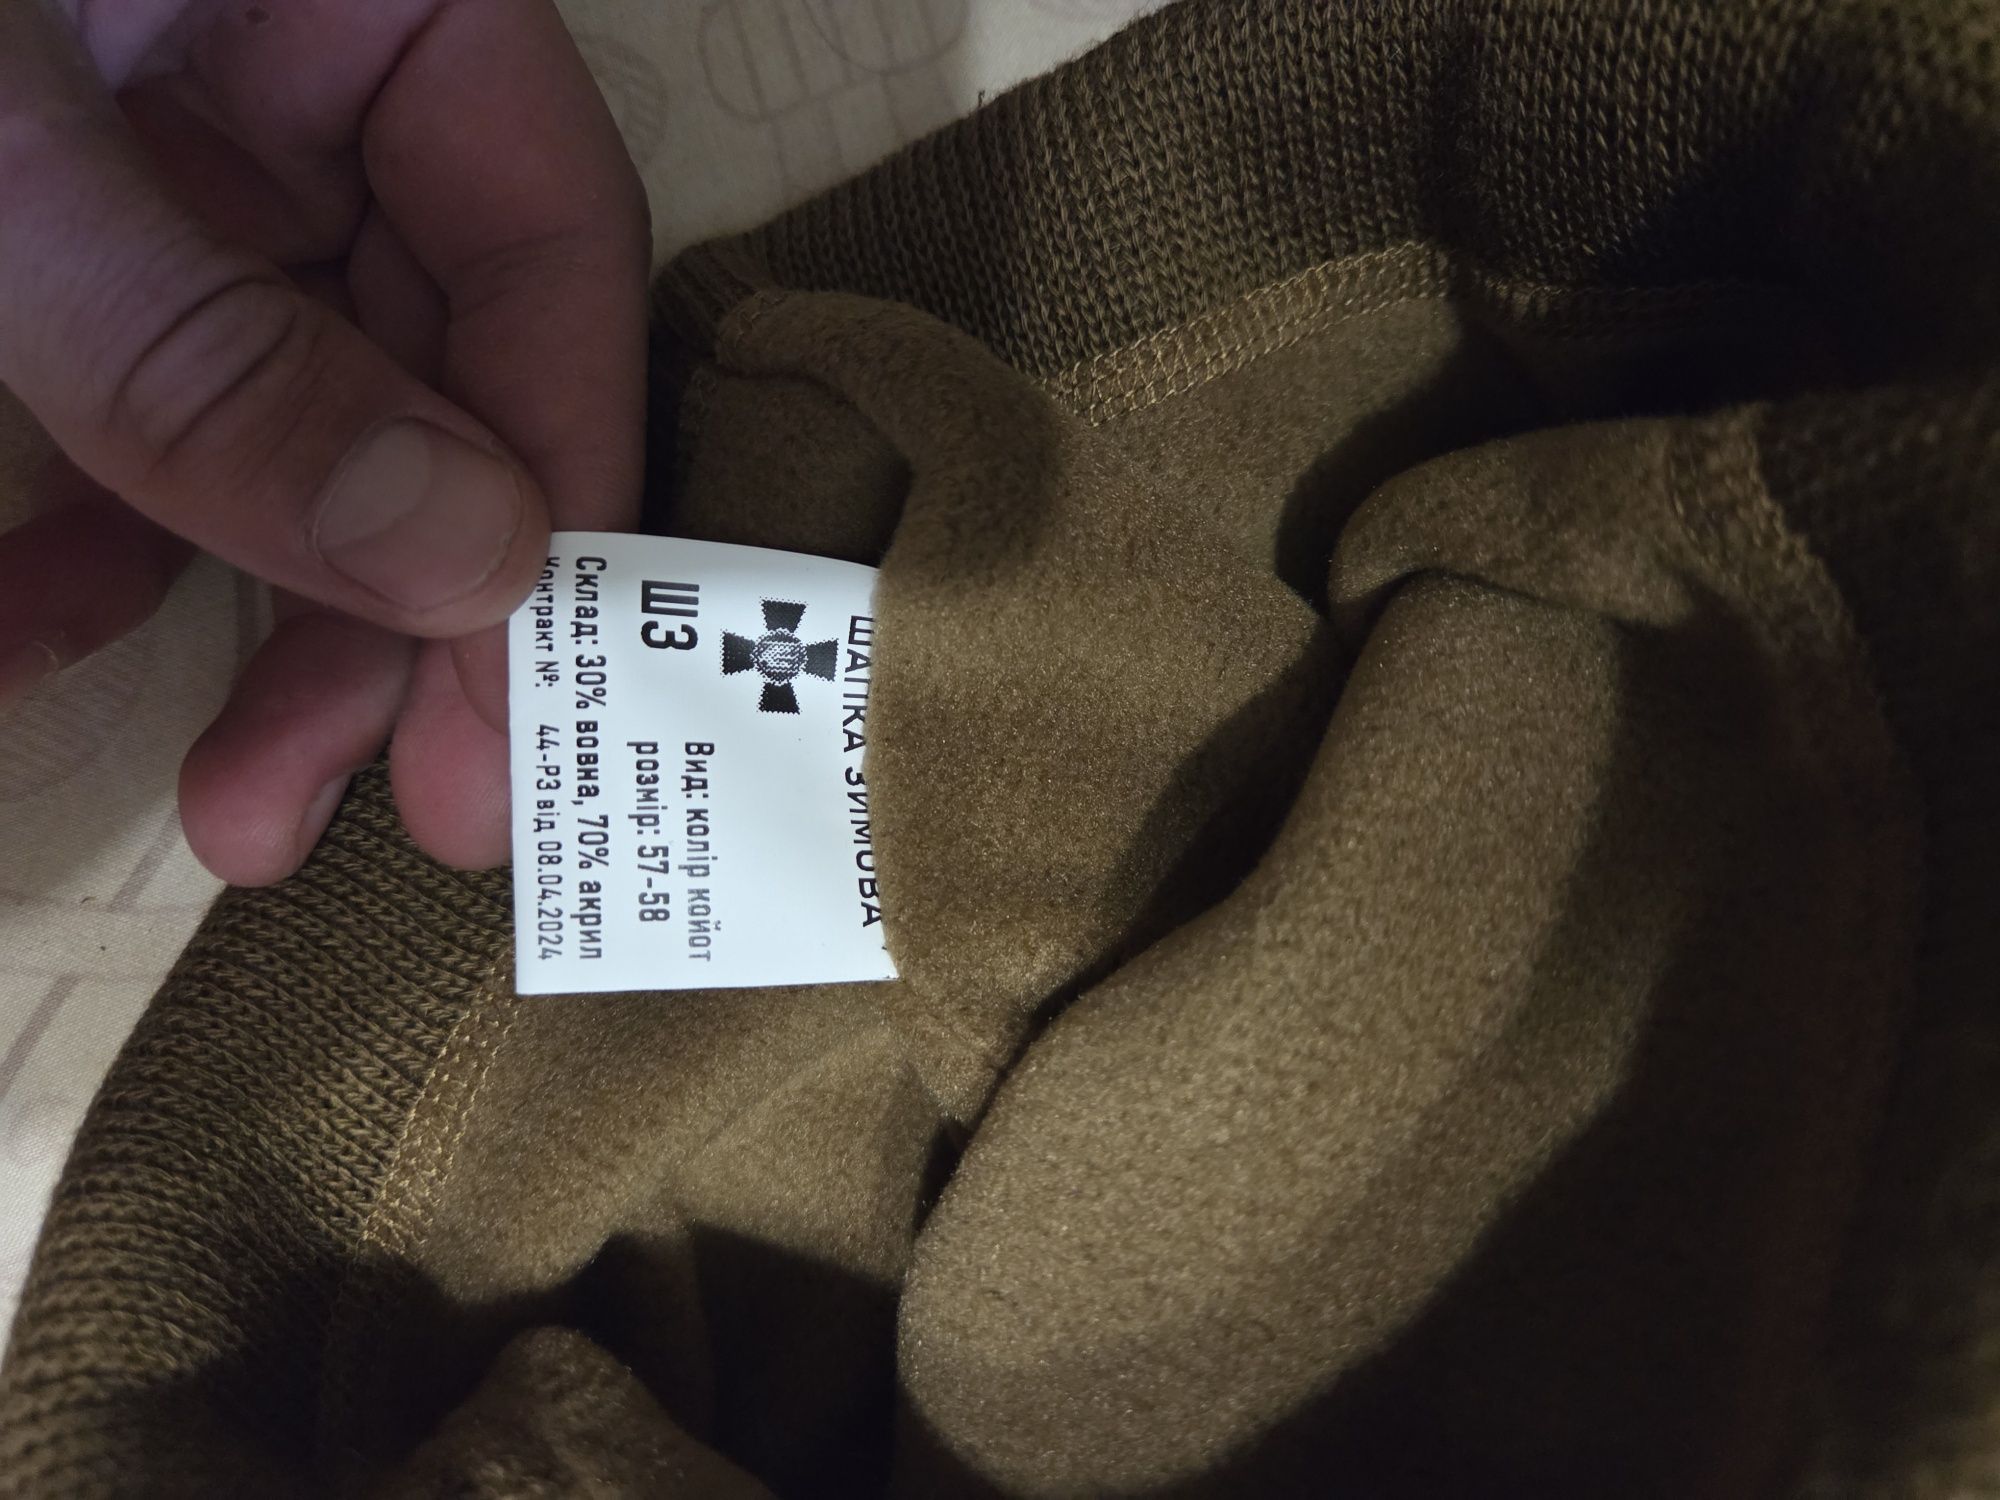 ШАПКА ЗИМОВА
Вид: колір койот
ШЗ розмір: 57-58
Склад: 30% вовна, 70% акрил
Контракт №: 44-РЗ від 08.04.2024